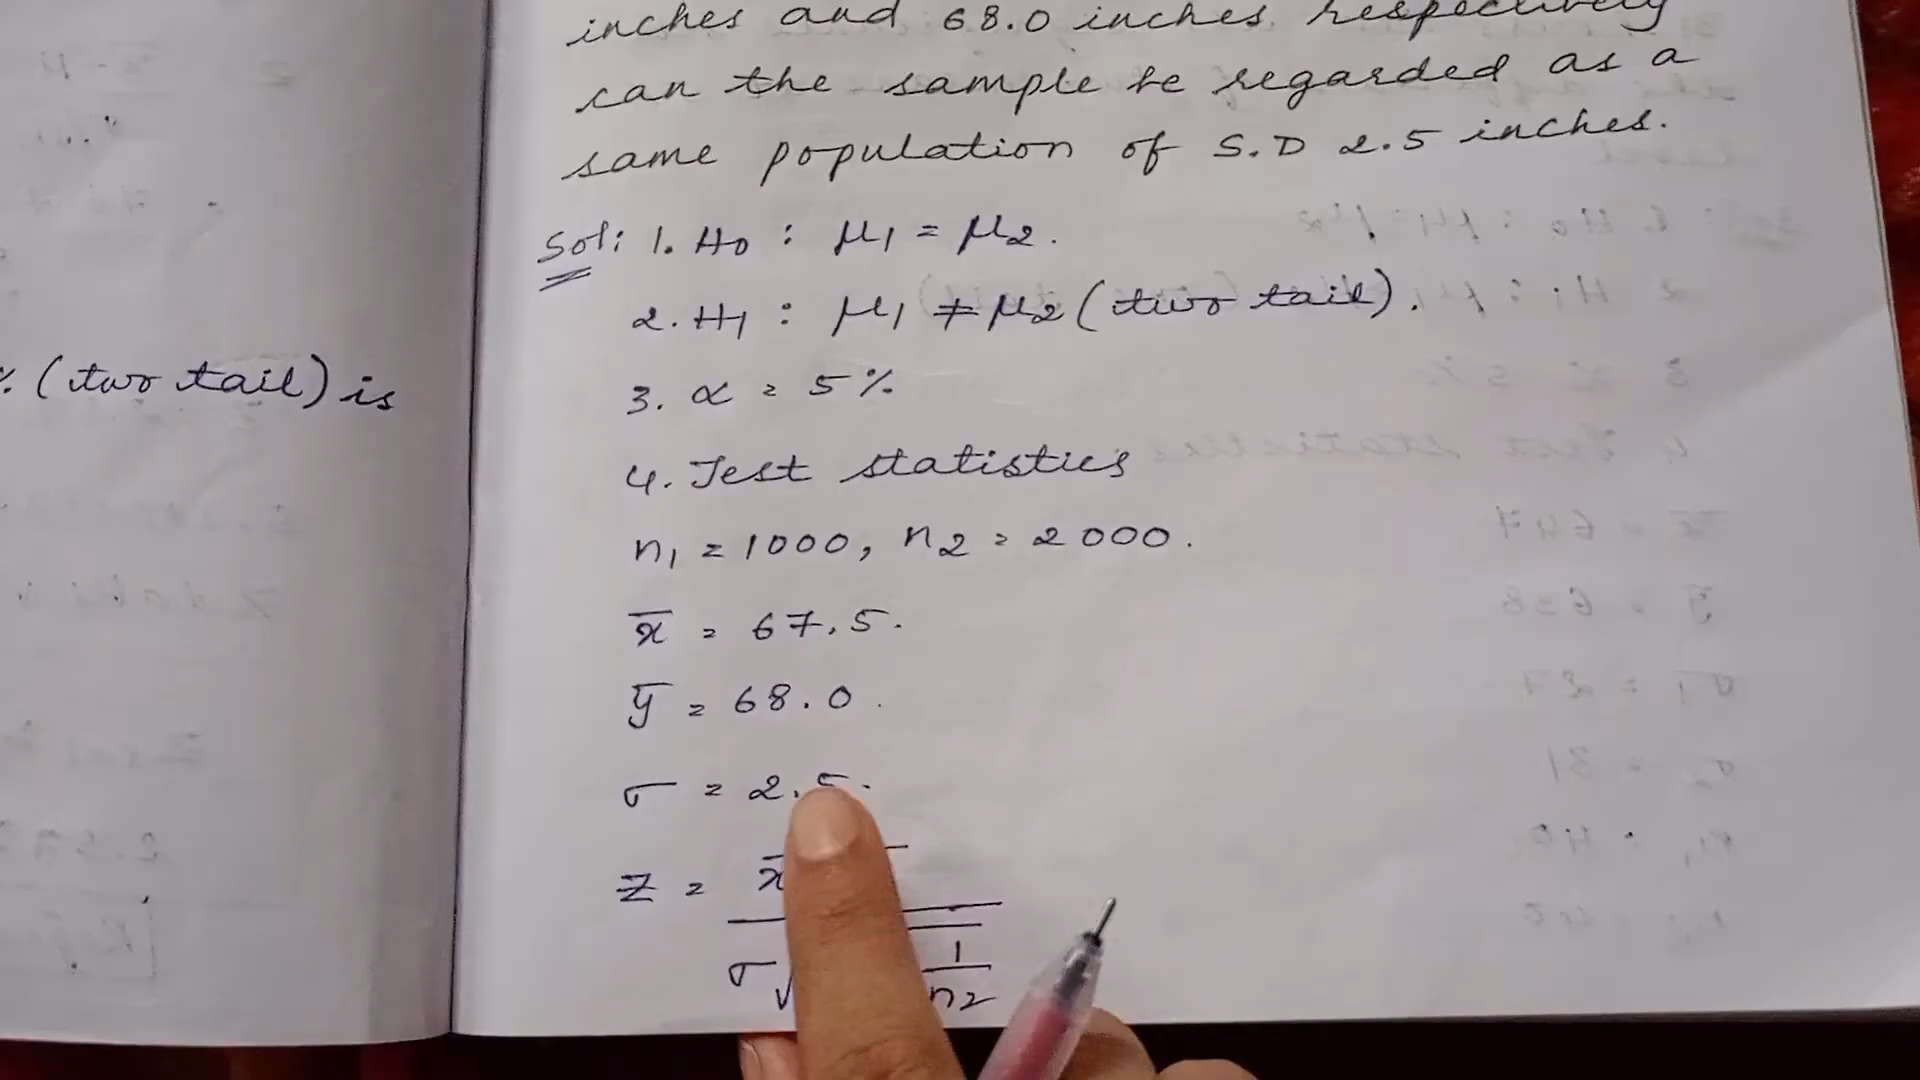 (two tail) is
inches and 68.0 inches respectively
can the sample be regarded as a
same population of S.D 2.5 inches.
Sol: 1. H0 : μ1 = μ2.
2. H1 : μ1 ≠ μ2 (two tail).
3. α = 5%
4. Test statistics
n1 = 1000, n2 = 2000.
x̄ = 67.5.
ȳ = 68.0.
σ = 2.5.
z = x̄
σ√ 1
n2